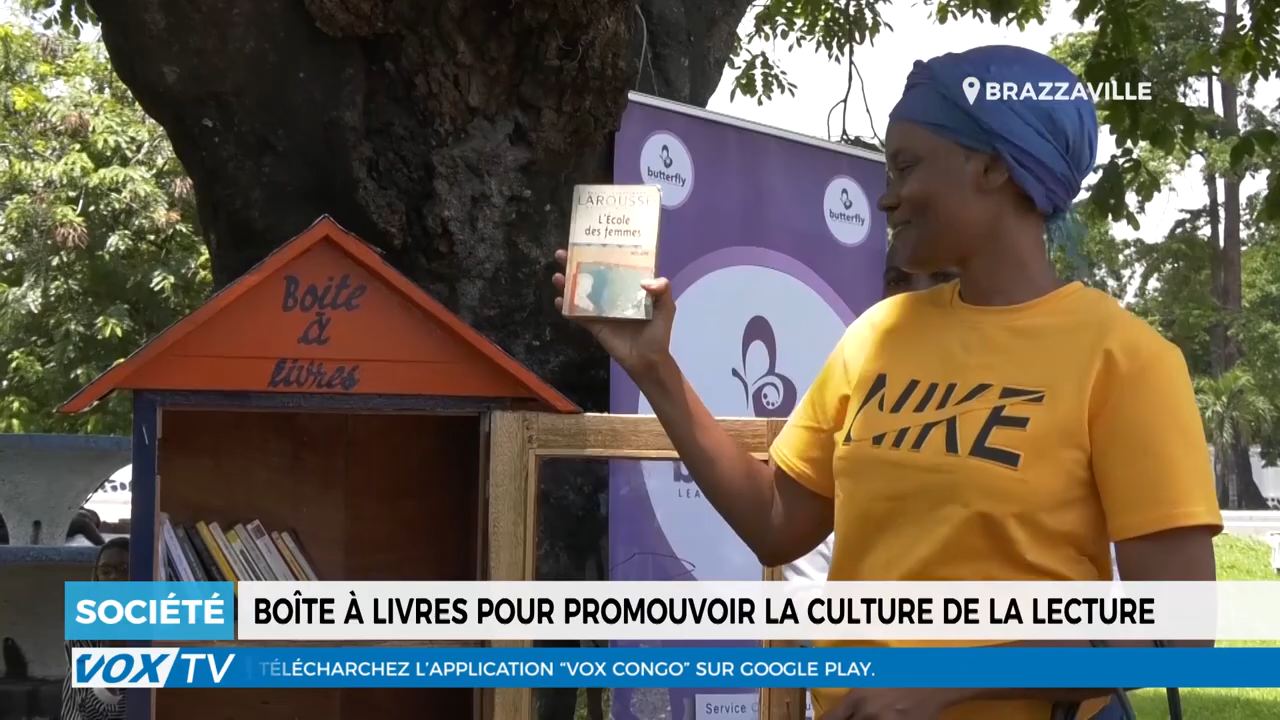 BRAZZAVILLE
butterfly
butterfly
LAROUSSE
L'École
des femmes
MOLIÈRE
Boite
à
livres
NIKE
SOCIÉTÉ
BOÎTE À LIVRES POUR PROMOUVOIR LA CULTURE DE LA LECTURE
VOX TV
TÉLÉCHARCHEZ L'APPLICATION “VOX CONGO” SUR GOOGLE PLAY.
Service